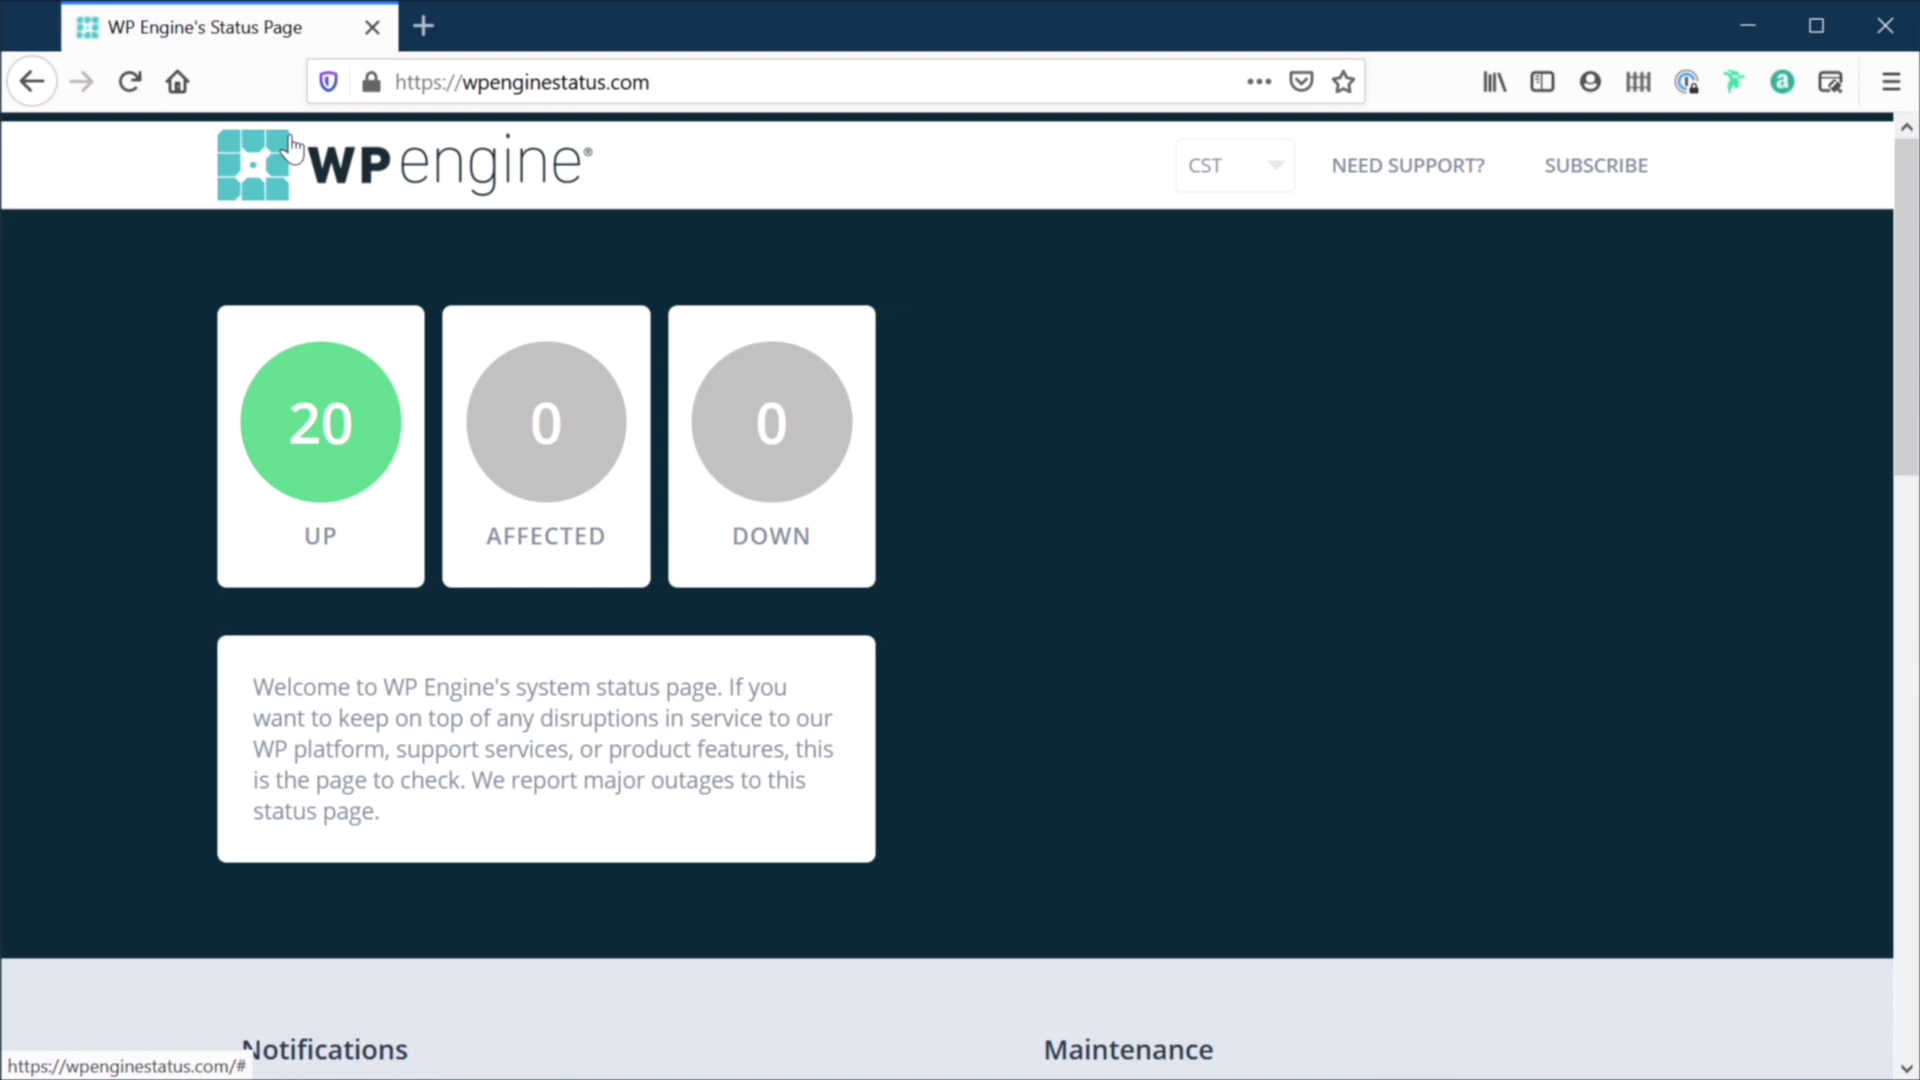 WP Engine's Status Page
https://wpenginestatus.com
WP engine®
CST
NEED SUPPORT?
SUBSCRIBE
20
0
0
UP
AFFECTED
DOWN
Welcome to WP Engine's system status page. If you
want to keep on top of any disruptions in service to our
WP platform, support services, or product features, this
is the page to check. We report major outages to this
status page.
Notifications
Maintenance
https://wpenginestatus.com/#